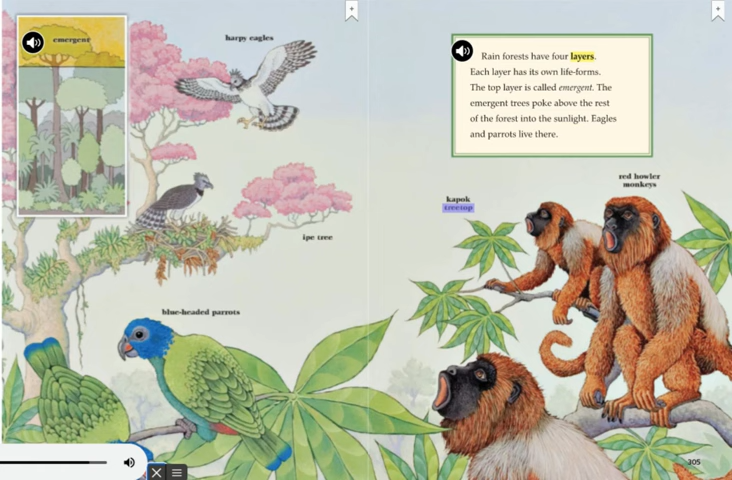 emergent
harpy eagles
ipe tree
blue-headed parrots
Rain forests have four layers.
Each layer has its own life-forms.
The top layer is called emergent. The
emergent trees poke above the rest
of the forest into the sunlight. Eagles
and parrots live there.
red howler
monkeys
kapok
treetop
305